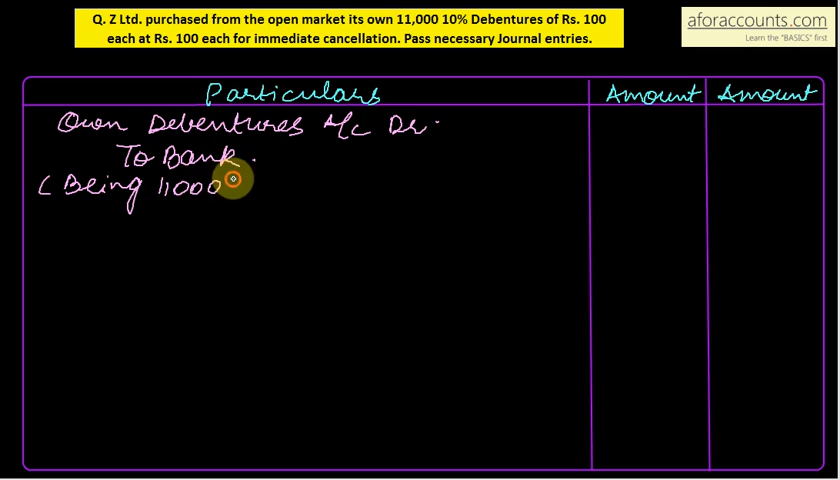 Q. Z Ltd. purchased from the open market its own 11,000 10% Debentures of Rs. 100
each at Rs. 100 each for immediate cancellation. Pass necessary Journal entries.
aforaccounts.com
Learn the "BASICS" first
Particulars Amount Amount
Own Debentures A/c Dr.
To Bank.
(Being 11000